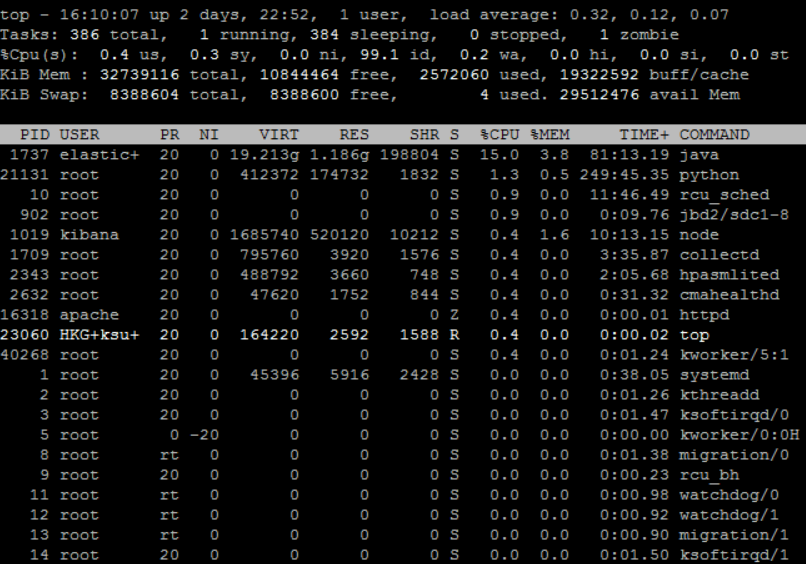 top - 16:10:07 up 2 days, 22:52,  1 user,  load average: 0.32, 0.12, 0.07
Tasks: 386 total,   1 running, 384 sleeping,   0 stopped,   1 zombie
%Cpu(s):  0.4 us,  0.3 sy,  0.0 ni, 99.1 id,  0.2 wa,  0.0 hi,  0.0 si,  0.0 st
KiB Mem : 32739116 total, 10844464 free,  2572060 used, 19322592 buff/cache
KiB Swap:  8388604 total,  8388600 free,        4 used. 29512476 avail Mem
  PID USER      PR  NI    VIRT    RES    SHR S  %CPU %MEM     TIME+ COMMAND
 1737 elastic+  20   0 19.213g 1.186g 198804 S  15.0  3.8  81:13.19 java
21131 root      20   0  412372 174732   1832 S   1.3  0.5 249:45.35 python
   10 root      20   0       0      0      0 S   0.9  0.0  11:46.49 rcu_sched
  902 root      20   0       0      0      0 S   0.9  0.0   0:09.76 jbd2/sdc1-8
 1019 kibana    20   0 1685740 520120  10212 S   0.4  1.6  10:13.15 node
 1709 root      20   0  795760   3920   1576 S   0.4  0.0   3:35.87 collectd
 2343 root      20   0  488792   3660    748 S   0.4  0.0   2:05.68 hpasmlited
 2632 root      20   0   47620   1752    844 S   0.4  0.0   0:31.32 cmahealthd
16318 apache    20   0       0      0      0 Z   0.4  0.0   0:00.01 httpd
23060 HKG+ksu+  20   0  164220   2592   1588 R   0.4  0.0   0:00.02 top
40268 root      20   0       0      0      0 S   0.4  0.0   0:01.24 kworker/5:1
    1 root      20   0   45396   5916   2428 S   0.0  0.0   0:38.05 systemd
    2 root      20   0       0      0      0 S   0.0  0.0   0:01.26 kthreadd
    3 root      20   0       0      0      0 S   0.0  0.0   0:01.47 ksoftirqd/0
    5 root       0 -20       0      0      0 S   0.0  0.0   0:00.00 kworker/0:0H
    8 root      rt   0       0      0      0 S   0.0  0.0   0:01.38 migration/0
    9 root      20   0       0      0      0 S   0.0  0.0   0:00.23 rcu_bh
   11 root      rt   0       0      0      0 S   0.0  0.0   0:00.98 watchdog/0
   12 root      rt   0       0      0      0 S   0.0  0.0   0:00.92 watchdog/1
   13 root      rt   0       0      0      0 S   0.0  0.0   0:00.90 migration/1
   14 root      20   0       0      0      0 S   0.0  0.0   0:01.50 ksoftirqd/1